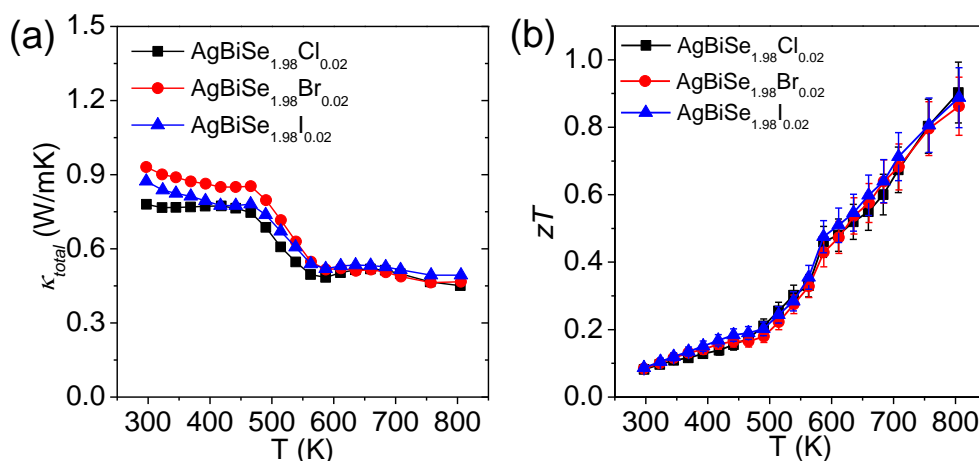 (a)
1.5
1.2
0.9
0.6
0.3
0.0
κtotal (W/mK)
AgBiSe1.98Cl0.02
AgBiSe1.98Br0.02
AgBiSe1.98I0.02
300 400 500 600 700 800
T (K)
(b)
1.0
0.8
0.6
0.4
0.2
0.0
zT
AgBiSe1.98Cl0.02
AgBiSe1.98Br0.02
AgBiSe1.98I0.02
300 400 500 600 700 800
T (K)